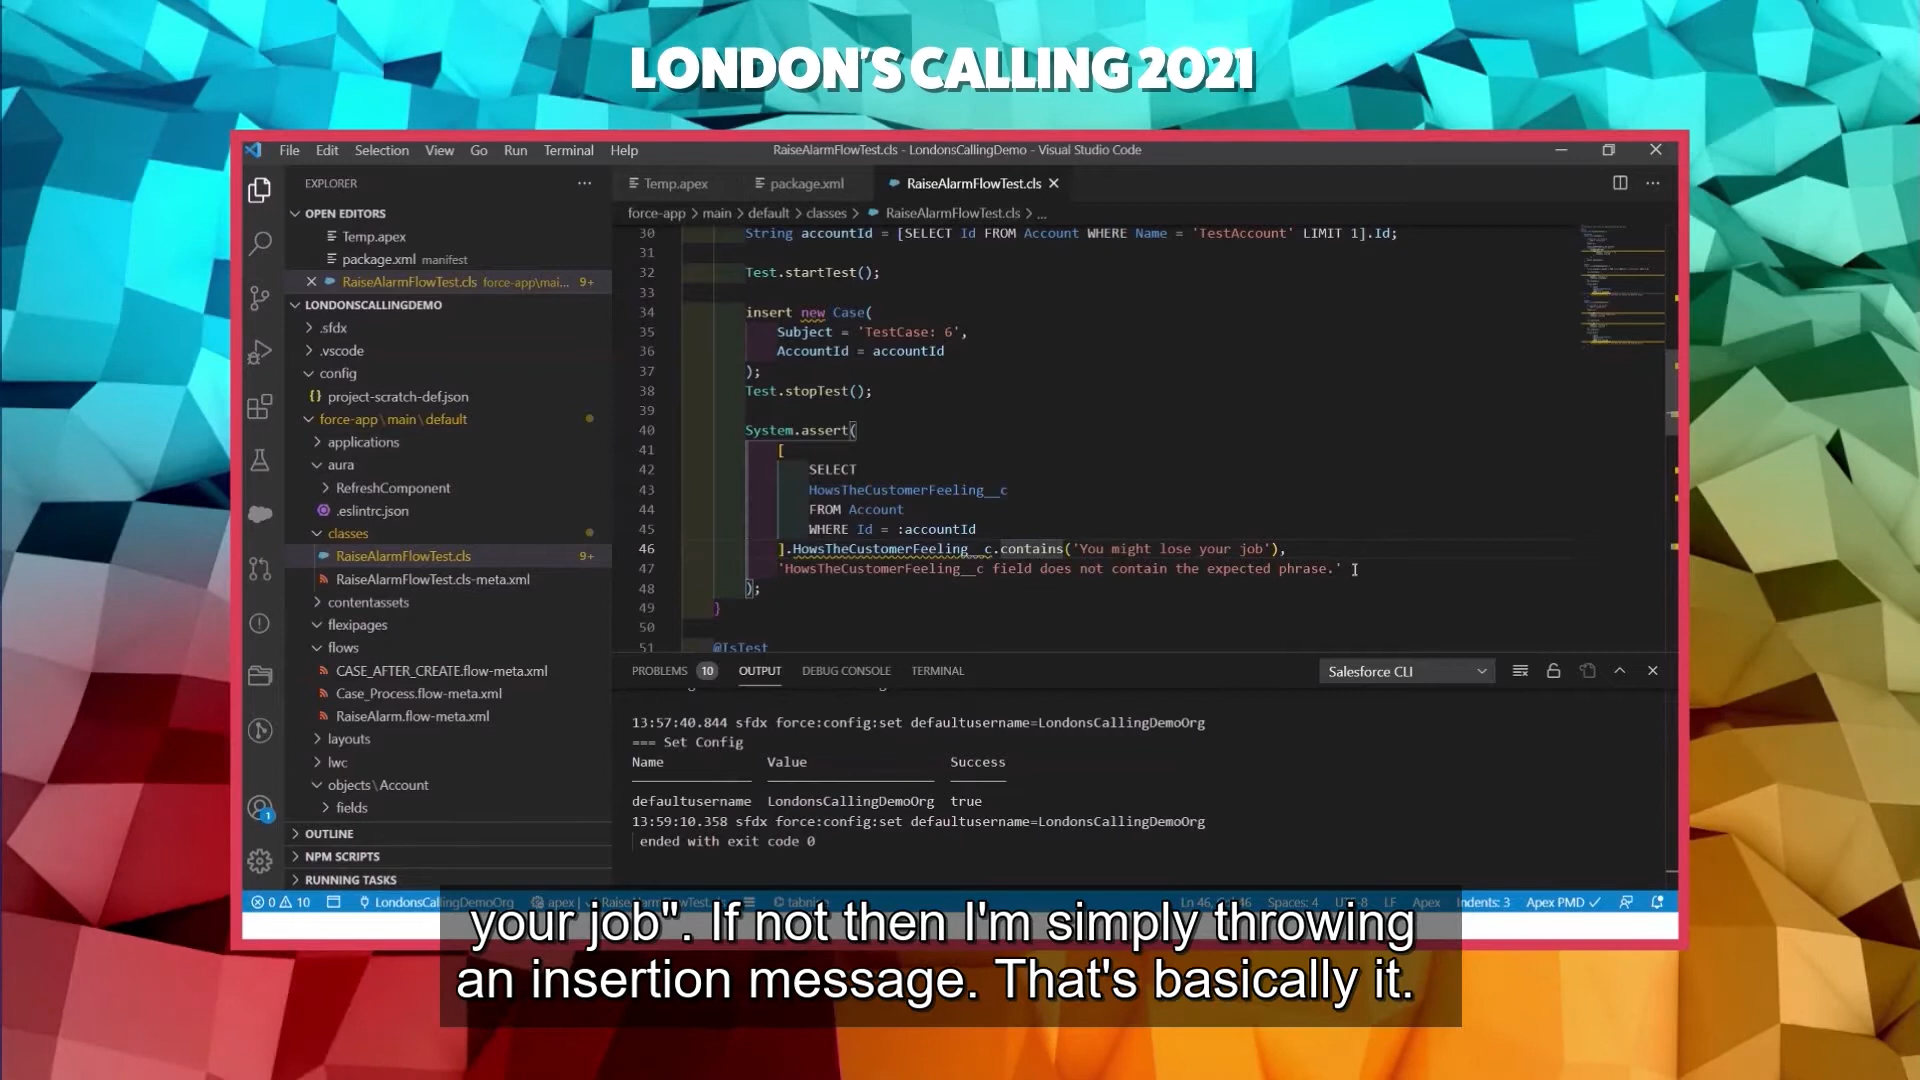 LONDON'S CALLING 2021
File Edit Selection View Go Run Terminal Help
RaiseAlarmFlowTest.cls - LondonsCallingDemo - Visual Studio Code
EXPLORER
OPEN EDITORS
Temp.apex
package.xml manifest
RaiseAlarmFlowTest.cls force-app\mai... 9+
LONDONSCALLINGDEMO
.sfdx
.vscode
config
{} project-scratch-def.json
force-app\main\default
applications
aura
RefreshComponent
.eslintrc.json
classes
RaiseAlarmFlowTest.cls 9+
RaiseAlarmFlowTest.cls-meta.xml
contentassets
flexipages
flows
CASE_AFTER_CREATE.flow-meta.xml
Case_Process.flow-meta.xml
RaiseAlarm.flow-meta.xml
layouts
lwc
objects\Account
fields
OUTLINE
NPM SCRIPTS
RUNNING TASKS
1
Temp.apex package.xml RaiseAlarmFlowTest.cls
force-app > main > default > classes > RaiseAlarmFlowTest.cls > ...
30 String accountId = [SELECT Id FROM Account WHERE Name = 'TestAccount' LIMIT 1].Id;
31
32 Test.startTest();
33
34 insert new Case(
35 Subject = 'TestCase: 6',
36 AccountId = accountId
37 );
38 Test.stopTest();
39
40 System.assert(
41 [
42 SELECT
43 HowsTheCustomerFeeling__c
44 FROM Account
45 WHERE Id = :accountId
46 ].HowsTheCustomerFeeling__c.contains('You might lose your job'),
47 'HowsTheCustomerFeeling__c field does not contain the expected phrase.'
48 );
49 }
50
51 @IsTest
PROBLEMS 10 OUTPUT DEBUG CONSOLE TERMINAL
Salesforce CLI
13:57:40.844 sfdx force:config:set defaultusername=LondonsCallingDemoOrg
=== Set Config
Name Value Success
defaultusername LondonsCallingDemoOrg true
13:59:10.358 sfdx force:config:set defaultusername=LondonsCallingDemoOrg
ended with exit code 0
0 10 LondonsCallingDemoOrg apex RaiseAlarmFlowTest.cls tabnine Spaces: 4 UTF-8 LF Apex Indents: 3 Apex PMD
your job". If not then I'm simply throwing
an insertion message. That's basically it.